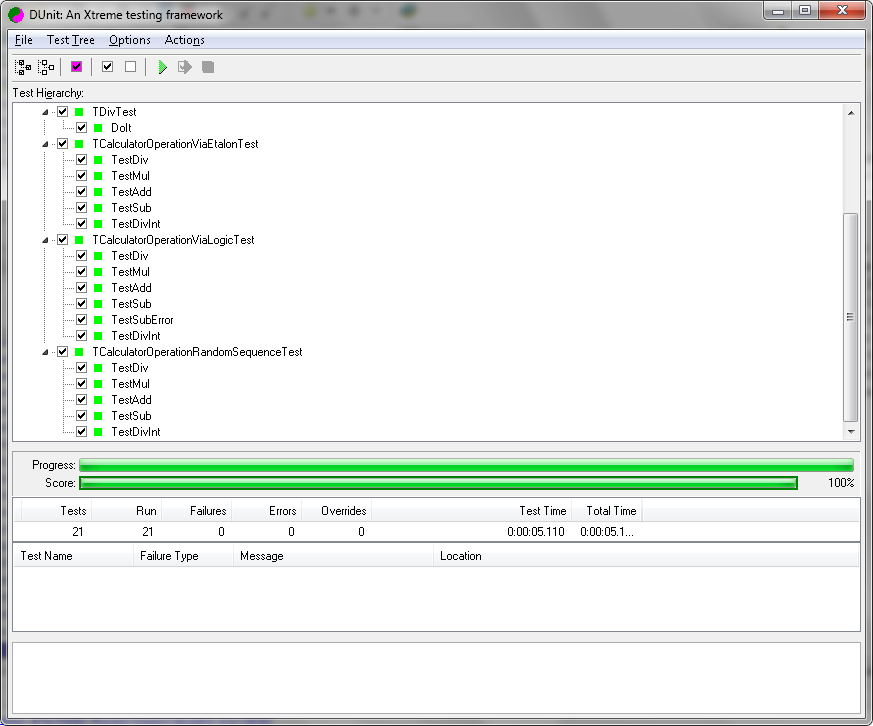 DUnit: An Xtreme testing framework
File Test Tree Options Actions
Test Hierarchy:
TDivTest
DoIt
TCalculatorOperationViaEtalonTest
TestDiv
TestMul
TestAdd
TestSub
TestDivInt
TCalculatorOperationViaLogicTest
TestDiv
TestMul
TestAdd
TestSub
TestSubError
TestDivInt
TCalculatorOperationRandomSequenceTest
TestDiv
TestMul
TestAdd
TestSub
TestDivInt
Progress:
Score: 100%
Tests Run Failures Errors Overrides Test Time Total Time
21 21 0 0 0 0:00:05.110 0:00:05.1...
Test Name Failure Type Message Location